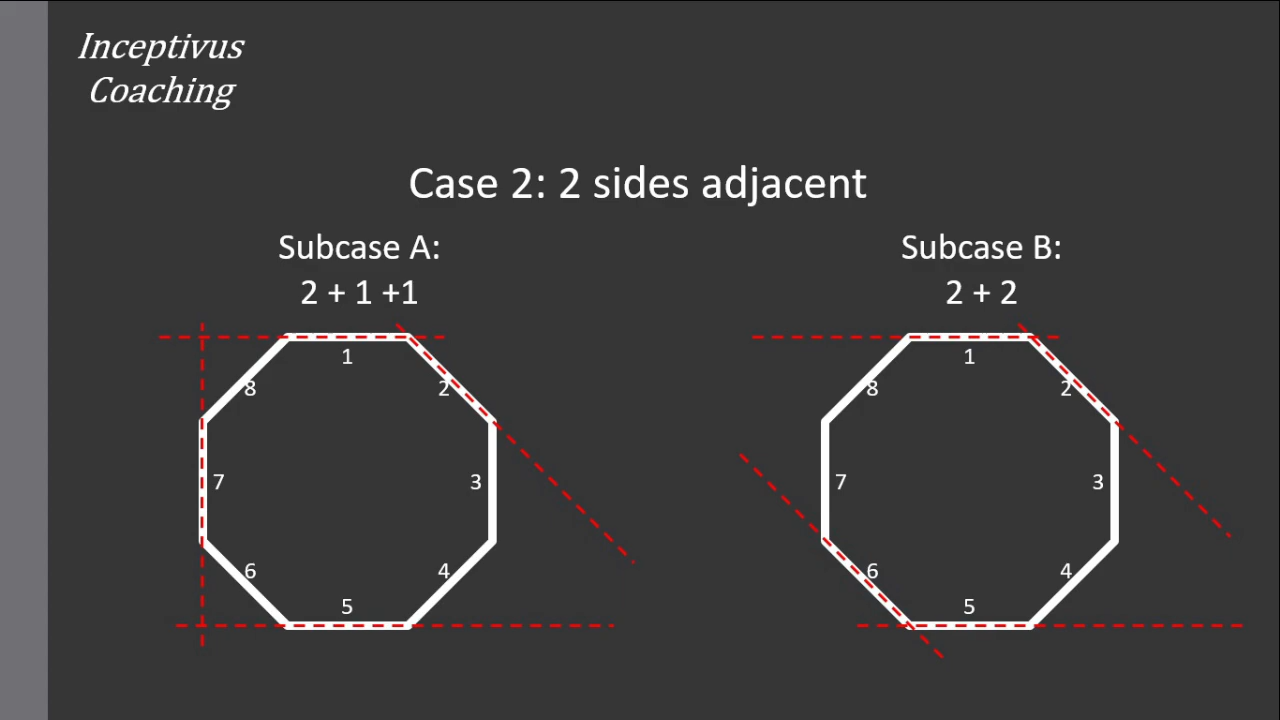 Inceptivus
Coaching
Case 2: 2 sides adjacent
Subcase A:
2 + 1 +1
1
8
2
7
3
6
4
5
Subcase B:
2 + 2
1
8
2
7
3
6
4
5